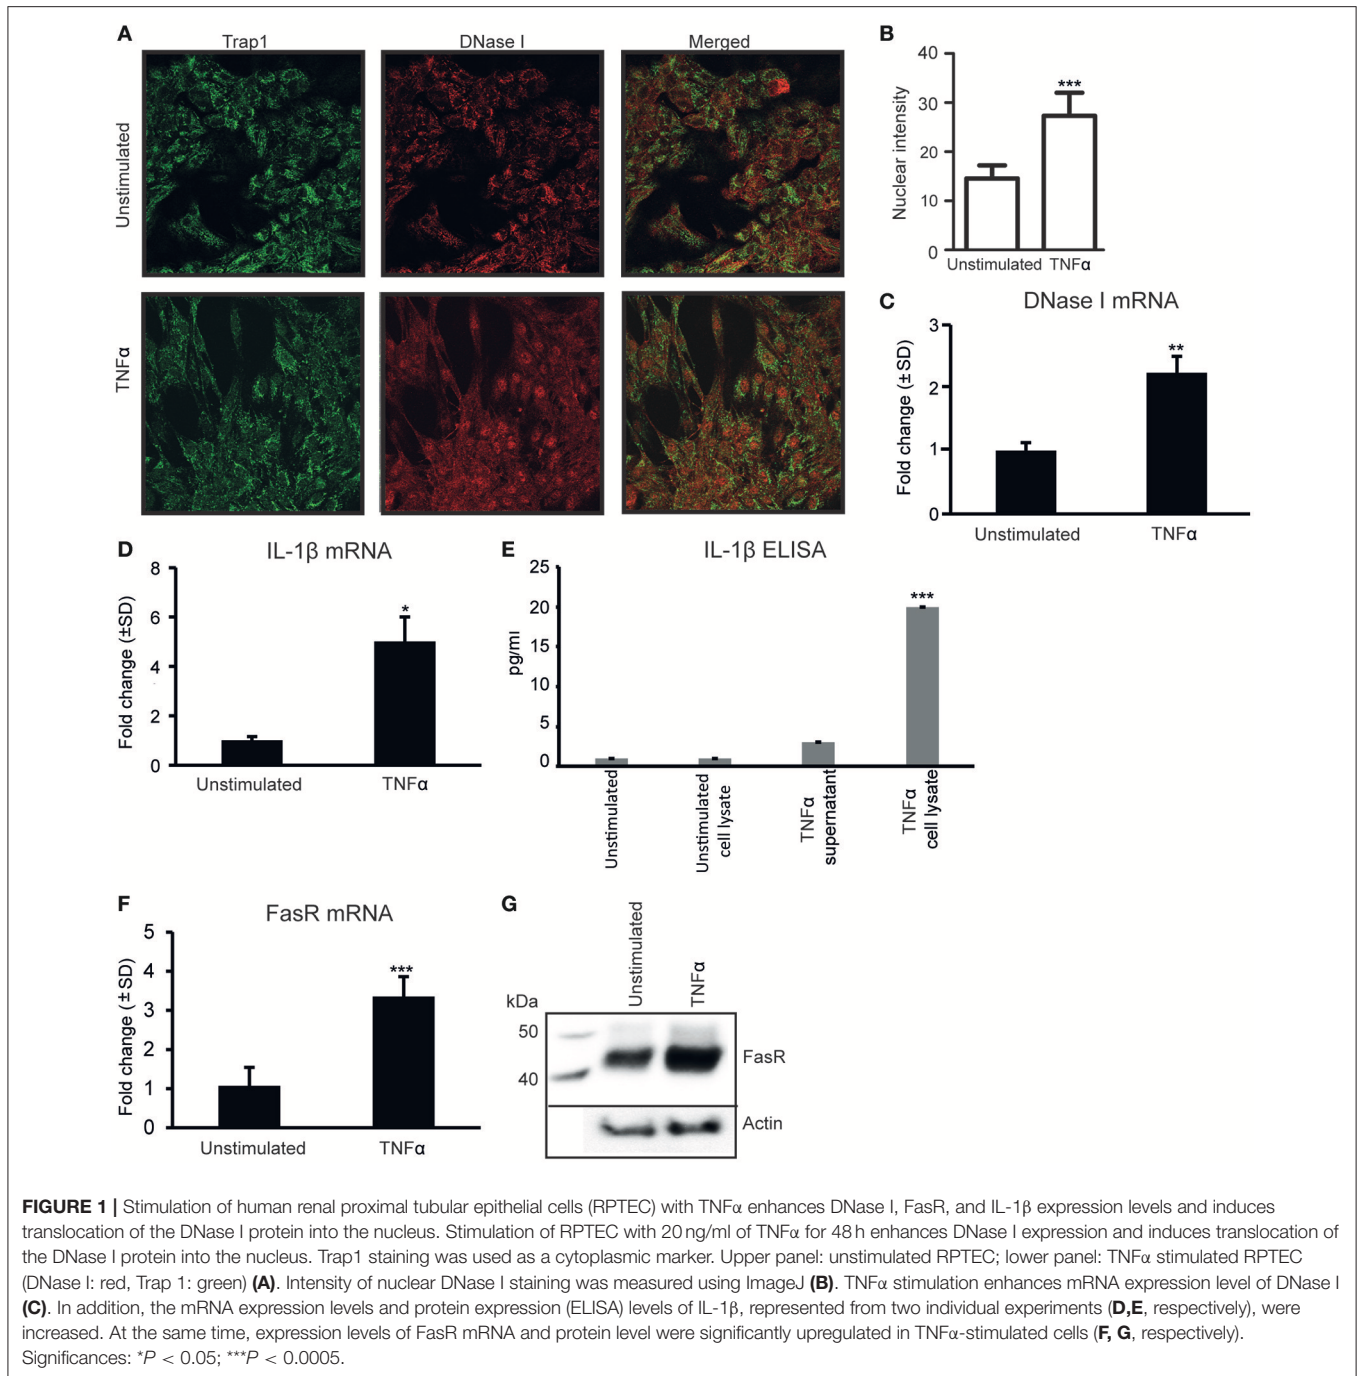 A
Trap1
DNase I
Merged
Unstimulated
TNFα
B
Nuclear intensity
40
30
20
10
0
***
Unstimulated TNFα
C
DNase I mRNA
Fold change (±SD)
3
2
1
0
**
Unstimulated
TNFα
D
IL-1β mRNA
Fold change (±SD)
8
6
4
2
0
*
Unstimulated
TNFα
E
IL-1β ELISA
pg/ml
25
20
15
10
5
0
***
Unstimulated
Unstimulated
cell lysate
TNFα
supernatant
TNFα
cell lysate
F
FasR mRNA
Fold change (±SD)
5
4
3
2
1
0
***
Unstimulated
TNFα
G
Unstimulated
TNFα
kDa
50
40
FasR
Actin
FIGURE 1 | Stimulation of human renal proximal tubular epithelial cells (RPTEC) with TNFα enhances DNase I, FasR, and IL-1β expression levels and induces
translocation of the DNase I protein into the nucleus. Stimulation of RPTEC with 20 ng/ml of TNFα for 48 h enhances DNase I expression and induces translocation of
the DNase I protein into the nucleus. Trap1 staining was used as a cytoplasmic marker. Upper panel: unstimulated RPTEC; lower panel: TNFα stimulated RPTEC
(DNase I: red, Trap 1: green) (A). Intensity of nuclear DNase I staining was measured using ImageJ (B). TNFα stimulation enhances mRNA expression level of DNase I
(C). In addition, the mRNA expression levels and protein expression (ELISA) levels of IL-1β, represented from two individual experiments (D,E, respectively), were
increased. At the same time, expression levels of FasR mRNA and protein level were significantly upregulated in TNFα-stimulated cells (F, G, respectively).
Significances: *P < 0.05; ***P < 0.0005.